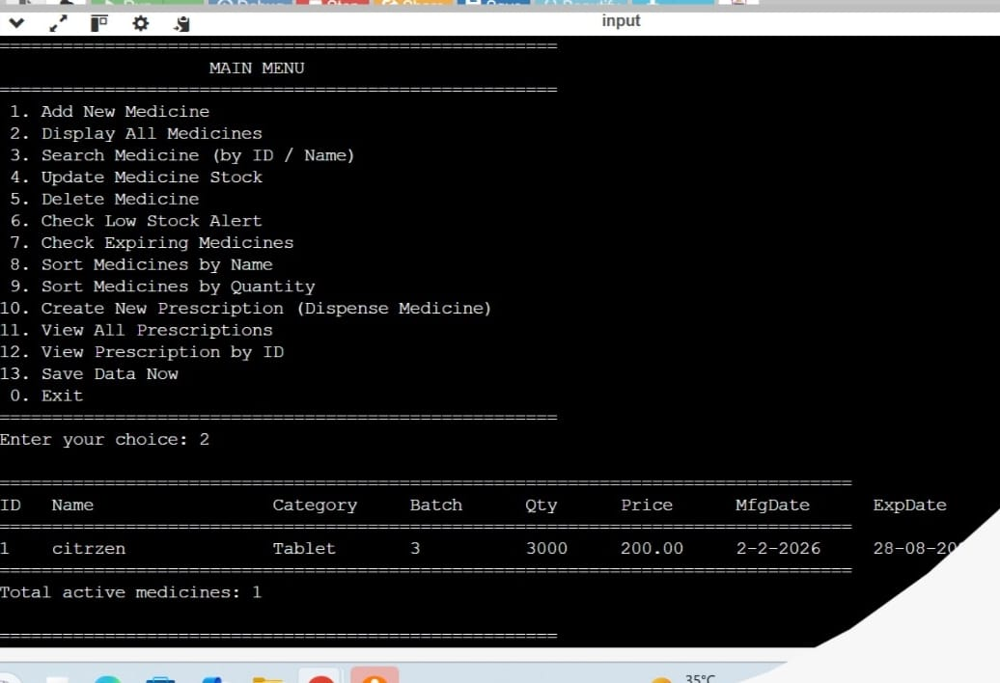 input
MAIN MENU
1. Add New Medicine
2. Display All Medicines
3. Search Medicine (by ID / Name)
4. Update Medicine Stock
5. Delete Medicine
6. Check Low Stock Alert
7. Check Expiring Medicines
8. Sort Medicines by Name
9. Sort Medicines by Quantity
10. Create New Prescription (Dispense Medicine)
11. View All Prescriptions
12. View Prescription by ID
13. Save Data Now
0. Exit
Enter your choice: 2
ID Name Category Batch Qty Price MfgDate ExpDate
1 citrzen Tablet 3 3000 200.00 2-2-2026
Total active medicines: 1
35°C